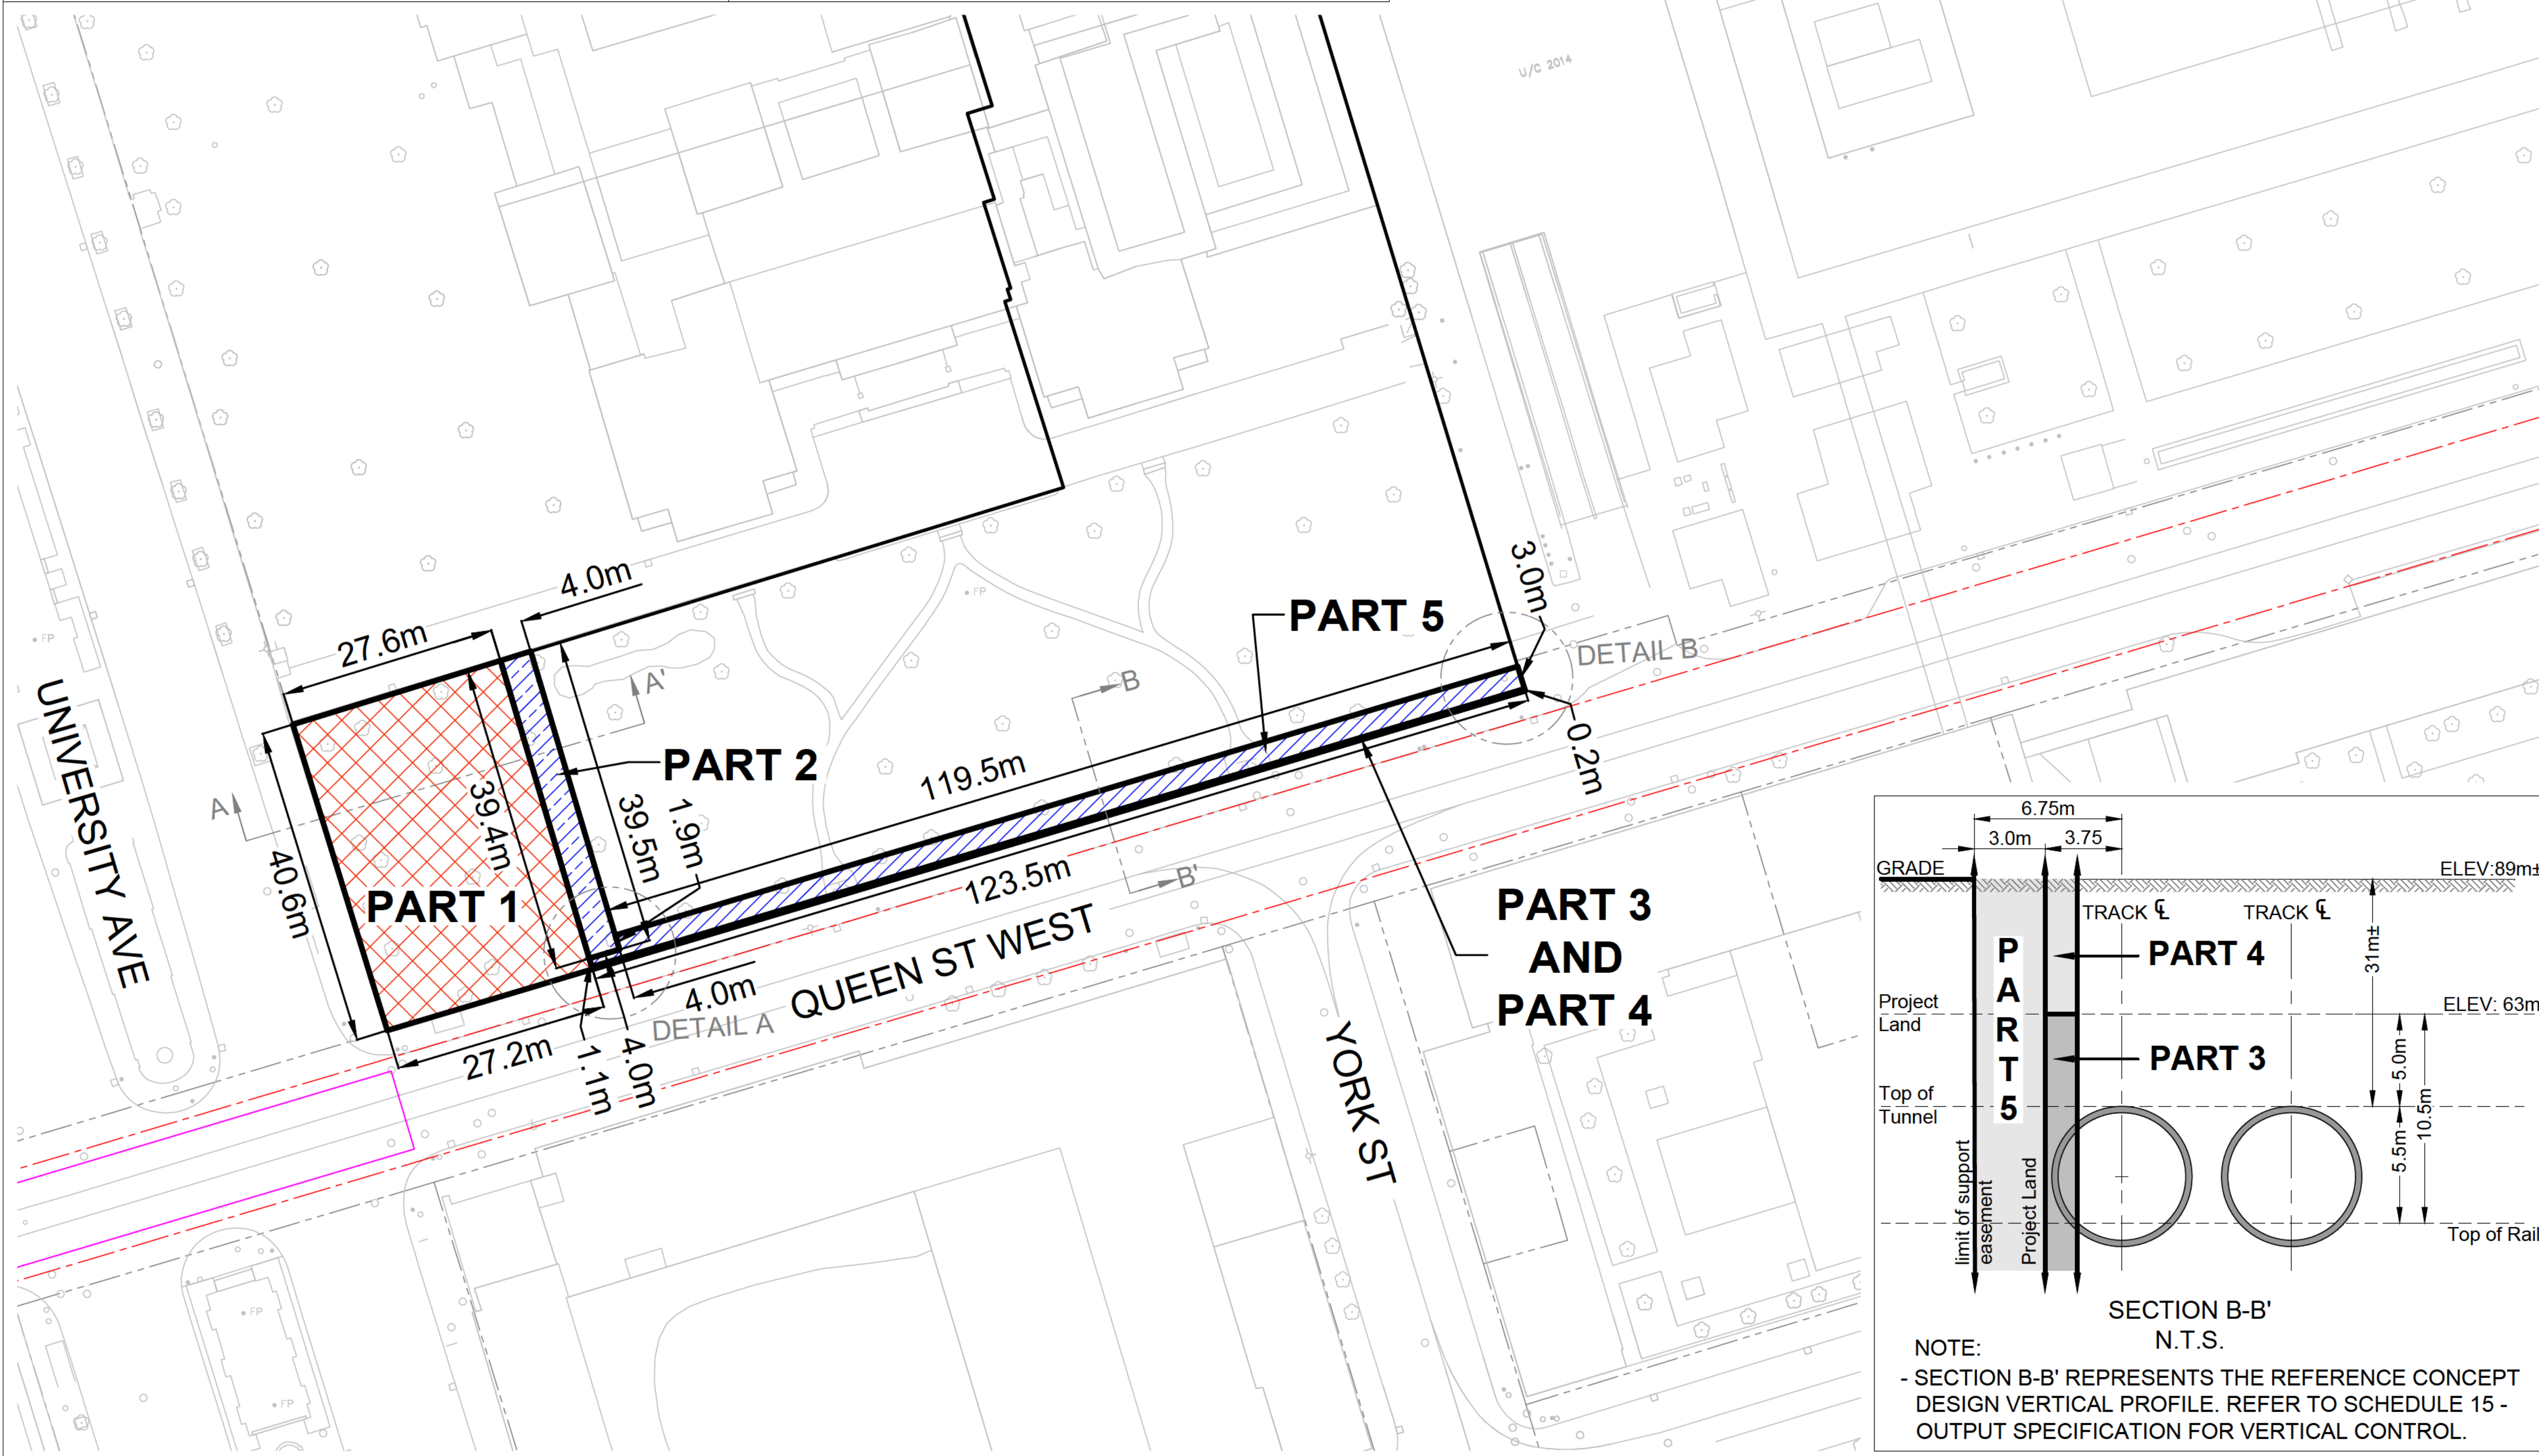 U/C 2014
UNIVERSITY AVE
FP
27.6m
4.0m
A
A'
40.6m
39.4m
PART 1
PART 2
39.5m
1.9m
119.5m
123.5m
FP
B
B'
PART 5
3.0m
DETAIL B
0.2m
PART 3
AND
PART 4
4.0m
DETAIL A
27.2m
1.1m
4.0m
QUEEN ST WEST
YORK ST
FP
FP
6.75m
3.0m
3.75
GRADE
ELEV:89m±
TRACK ℄
TRACK ℄
PART 5
PART 4
31m±
Project
Land
ELEV: 63m
PART 3
5.0m
10.5m
Top of
Tunnel
5.5m
limit of support
easement
Project Land
Top of Rail
SECTION B-B'
N.T.S.
NOTE:
- SECTION B-B' REPRESENTS THE REFERENCE CONCEPT
DESIGN VERTICAL PROFILE. REFER TO SCHEDULE 15 -
OUTPUT SPECIFICATION FOR VERTICAL CONTROL.